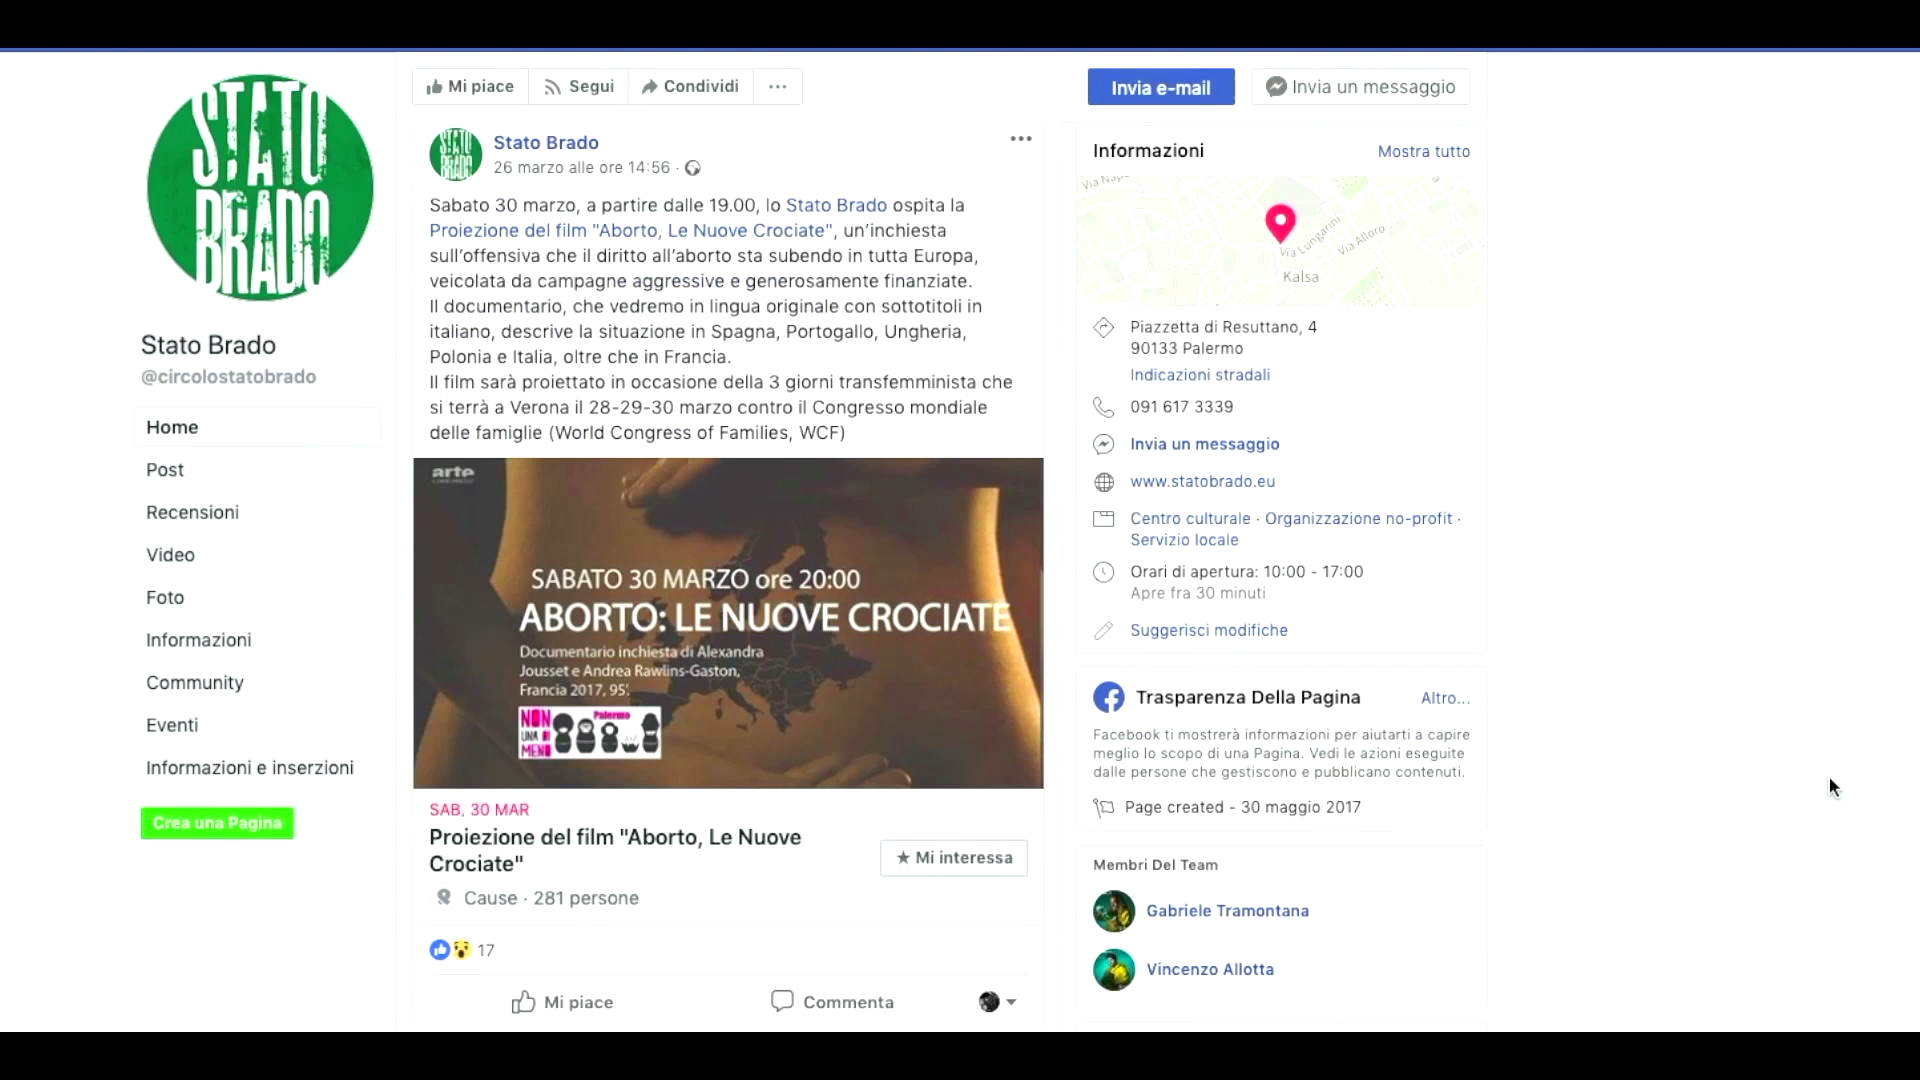 STATO
BRADO
Stato Brado
@circolostatobrado
Home
Post
Recensioni
Video
Foto
Informazioni
Community
Eventi
Informazioni e inserzioni
Crea una Pagina
Mi piace
Segui
Condividi
Stato Brado
26 marzo alle ore 14:56 ·
Sabato 30 marzo, a partire dalle 19.00, lo Stato Brado ospita la
Proiezione del film "Aborto, Le Nuove Crociate", un'inchiesta
sull'offensiva che il diritto all'aborto sta subendo in tutta Europa,
veicolata da campagne aggressive e generosamente finanziate.
Il documentario, che vedremo in lingua originale con sottotitoli in
italiano, descrive la situazione in Spagna, Portogallo, Ungheria,
Polonia e Italia, oltre che in Francia.
Il film sarà proiettato in occasione della 3 giorni transfemminista che
si terrà a Verona il 28-29-30 marzo contro il Congresso mondiale
delle famiglie (World Congress of Families, WCF)
arte
SABATO 30 MARZO ore 20:00
ABORTO: LE NUOVE CROCIATE
Documentario inchiesta di Alexandra
Jousset e Andrea Rawlins-Gaston,
Francia 2017, 95'.
NON
UNA DI
MENO
Palermo
SAB, 30 MAR
Proiezione del film "Aborto, Le Nuove
Crociate"
Mi interessa
Cause · 281 persone
17
Mi piace
Commenta
Invia e-mail
Invia un messaggio
Informazioni
Mostra tutto
Via Lungarini
Via Alloro
Kalsa
Piazzetta di Resuttano, 4
90133 Palermo
Indicazioni stradali
091 617 3339
Invia un messaggio
www.statobrado.eu
Centro culturale · Organizzazione no-profit ·
Servizio locale
Orari di apertura: 10:00 - 17:00
Apre fra 30 minuti
Suggerisci modifiche
Trasparenza Della Pagina
Altro...
Facebook ti mostrerà informazioni per aiutarti a capire
meglio lo scopo di una Pagina. Vedi le azioni eseguite
dalle persone che gestiscono e pubblicano contenuti.
Page created - 30 maggio 2017
Membri Del Team
Gabriele Tramontana
Vincenzo Allotta